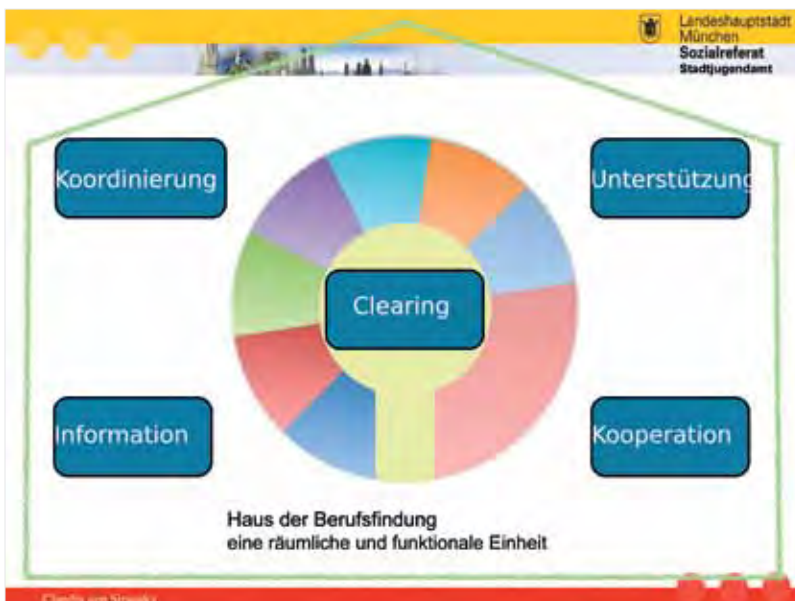 Landeshauptstadt
München
Sozialreferat
Stadtjugendamt
Koordinierung
Unterstützung
Clearing
Information
Kooperation
Haus der Berufsfindung
eine räumliche und funktionale Einheit